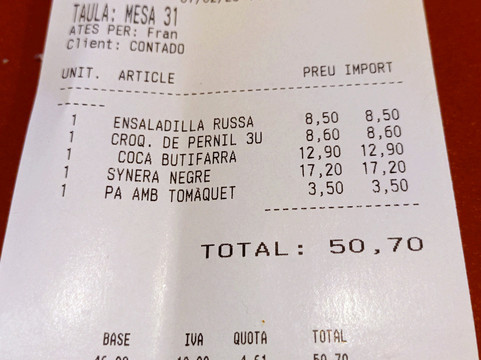 TAULA: MESA 31
ATES PER: Fran
Client: CONTADO
UNIT. ARTICLE PREU IMPORT
1 ENSALADILLA RUSSA 8,50 8,50
1 CROQ. DE PERNIL 3U 8,60 8,60
1 COCA BUTIFARRA 12,90 12,90
1 SYNERA NEGRE 17,20 17,20
1 PA AMB TOMÀQUET 3,50 3,50
TOTAL: 50,70
BASE IVA QUOTA TOTAL